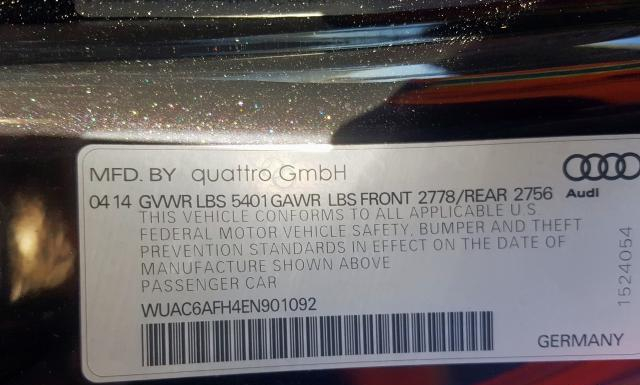 MFD. BY quattro GmbH
04 14 GVWR LBS 5401 GAWR LBS FRONT 2778/REAR 2756
Audi
THIS VEHICLE CONFORMS TO ALL APPLICABLE U.S
FEDERAL MOTOR VEHICLE SAFETY, BUMPER AND THEFT
PREVENTION STANDARDS IN EFFECT ON THE DATE OF
MANUFACTURE SHOWN ABOVE
PASSENGER CAR
WUAC6AFH4EN901092
1524054
GERMANY